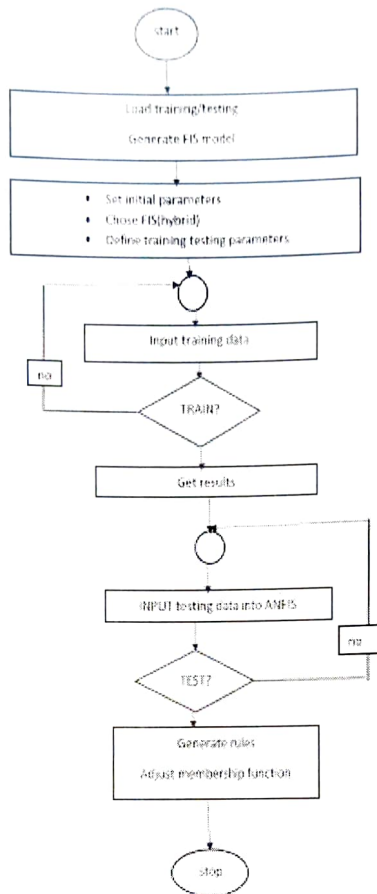 start
Load training/testing
Generate FIS model
• Set initial parameters
• Chose FIS(hybrid)
• Define training testing parameters
Input training data
no
TRAIN?
Get results
INPUT testing data into ANFIS
no
TEST?
Generate rules
Adjust membership function
stop